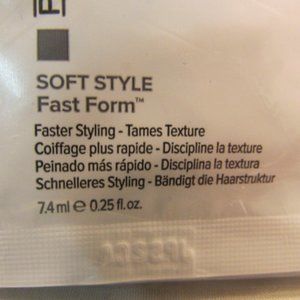 SOFT STYLE
Fast Form™
Faster Styling - Tames Texture
Coiffage plus rapide - Discipline la texture
Peinado más rápido - Disciplina la textura
Schnelleres Styling - Bändigt die Haarstruktur
7.4 ml ℮ 0.25 fl. oz.